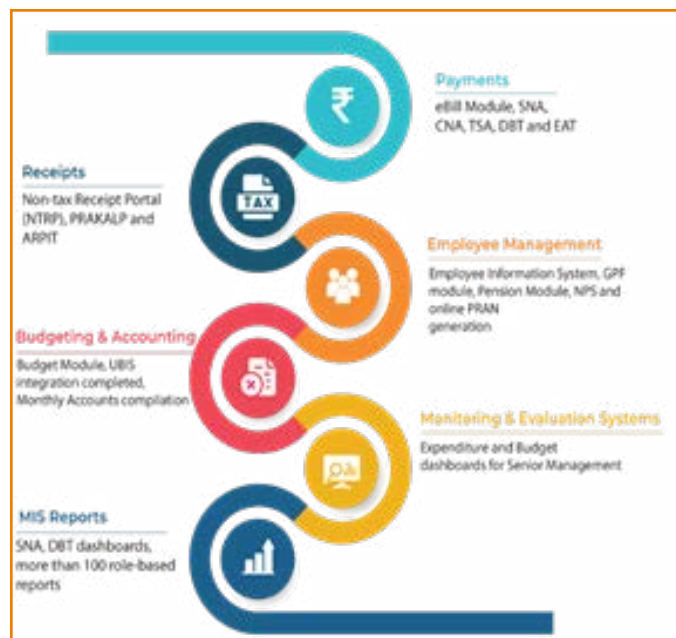 Payments
eBill Module, SNA,
CNA, TSA, DBT and EAT
Receipts
Non-tax Receipt Portal
(NTRP), PRAKALP and
ARPIT
TAX
Employee Management
Employee Information System, GPF
module, Pension Module, NPS and
online PRAN
generation
Budgeting & Accounting
Budget Module, UBIS
integration completed,
Monthly Accounts compilation
Monitoring & Evaluation Systems
Expenditure and Budget
dashboards for Senior Management
MIS Reports
SNA, DBT dashboards,
more than 100 role-based
reports